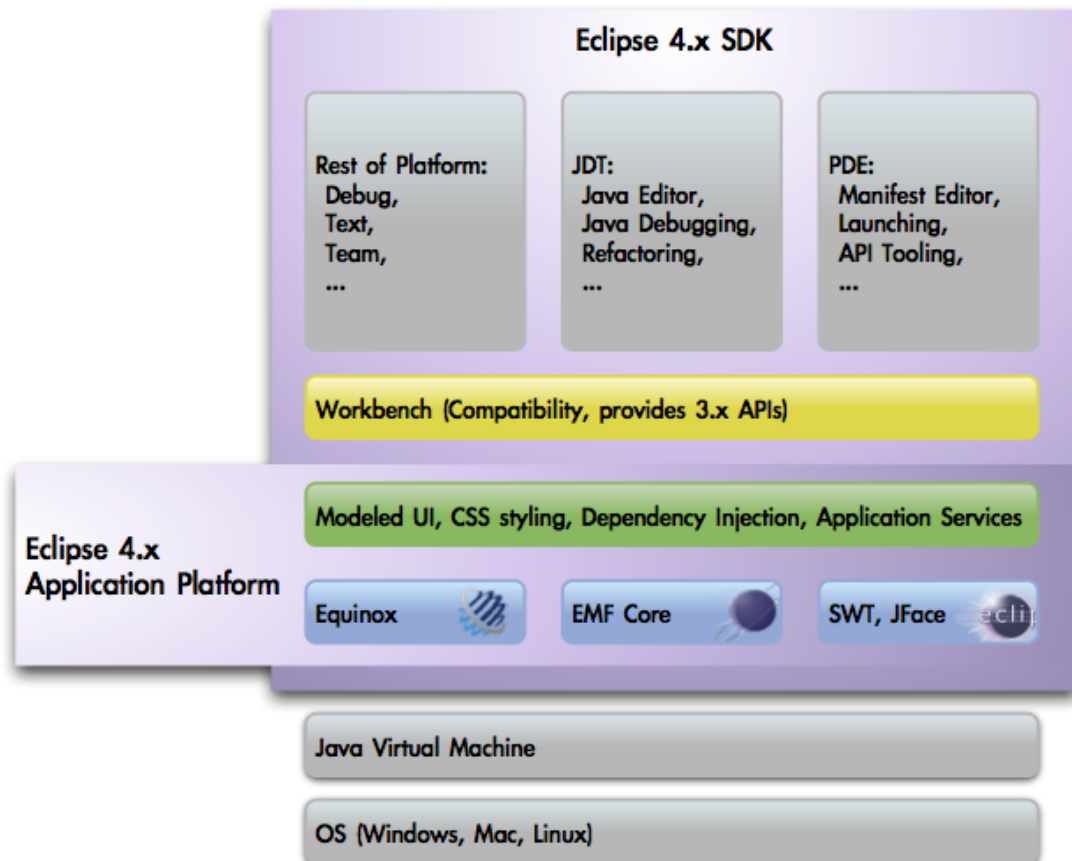 Eclipse 4.x SDK
Rest of Platform:
Debug,
Text,
Team,
...
JDT:
Java Editor,
Java Debugging,
Refactoring,
...
PDE:
Manifest Editor,
Launching,
API Tooling,
...
Workbench (Compatibility, provides 3.x APIs)
Eclipse 4.x
Application Platform
Modeled UI, CSS styling, Dependency Injection, Application Services
Equinox
EMF Core
SWT, JFace
eclip
Java Virtual Machine
OS (Windows, Mac, Linux)